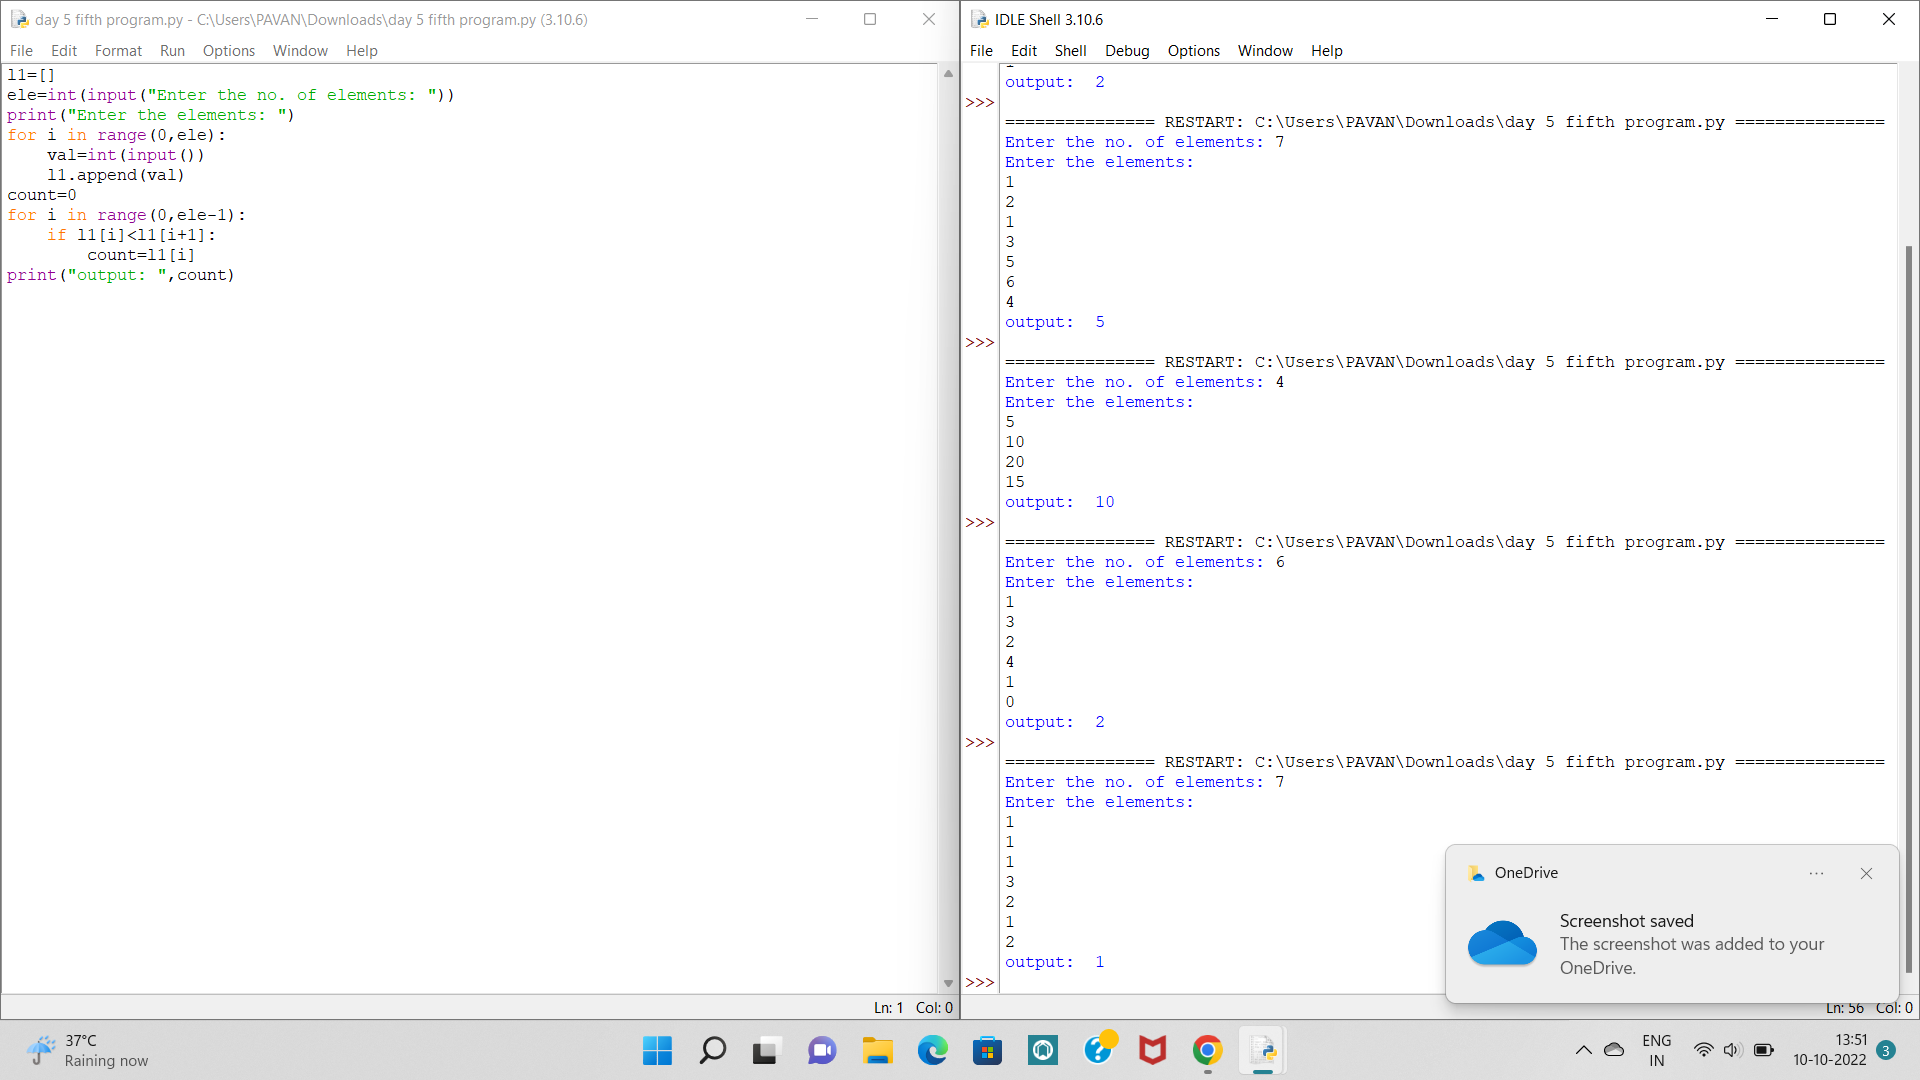 day 5 fifth program.py - C:\Users\PAVAN\Downloads\day 5 fifth program.py (3.10.6)
File Edit Format Run Options Window Help
l1=[]
ele=int(input("Enter the no. of elements: "))
print("Enter the elements: ")
for i in range(0,ele):
    val=int(input())
    l1.append(val)
count=0
for i in range(0,ele-1):
    if l1[i]<l1[i+1]:
        count=l1[i]
print("output: ",count)
Ln: 1 Col: 0
IDLE Shell 3.10.6
File Edit Shell Debug Options Window Help
output:  2
>>>
=============== RESTART: C:\Users\PAVAN\Downloads\day 5 fifth program.py ===============
Enter the no. of elements: 7
Enter the elements:
1
2
1
3
5
6
4
output:  5
>>>
=============== RESTART: C:\Users\PAVAN\Downloads\day 5 fifth program.py ===============
Enter the no. of elements: 4
Enter the elements:
5
10
20
15
output:  10
>>>
=============== RESTART: C:\Users\PAVAN\Downloads\day 5 fifth program.py ===============
Enter the no. of elements: 6
Enter the elements:
1
3
2
4
1
0
output:  2
>>>
=============== RESTART: C:\Users\PAVAN\Downloads\day 5 fifth program.py ===============
Enter the no. of elements: 7
Enter the elements:
1
1
1
3
2
1
2
output:  1
>>>
Ln: 56 Col: 0
OneDrive
Screenshot saved
The screenshot was added to your
OneDrive.
37°C
Raining now
ENG
IN
13:51
10-10-2022
3